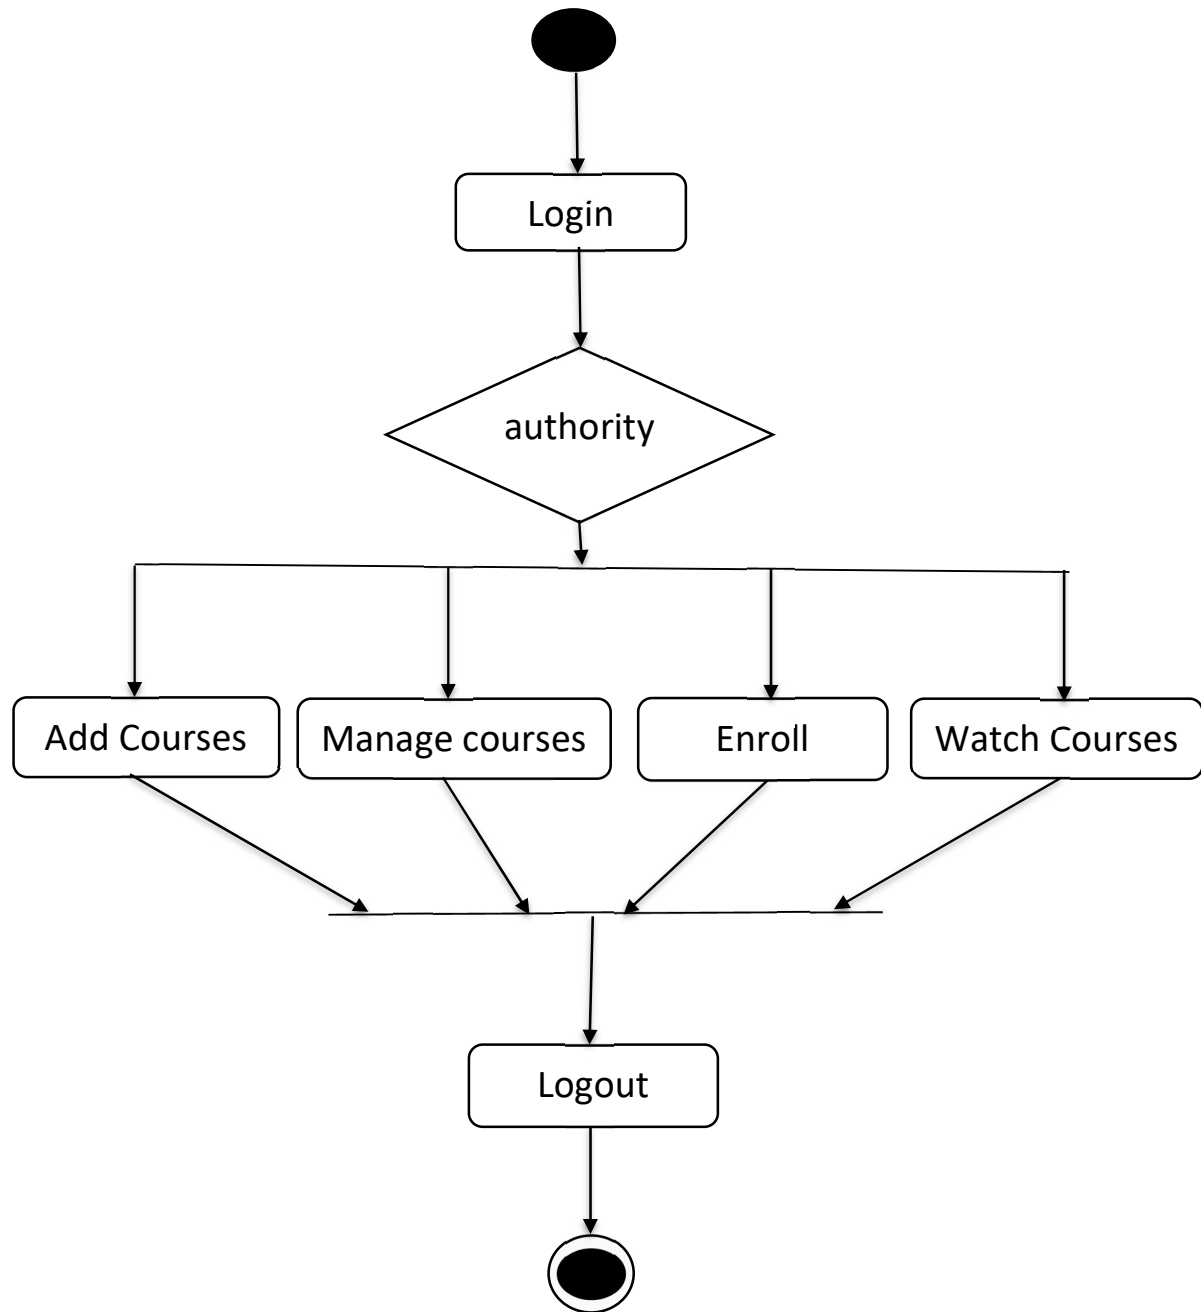 Login
authority
Add Courses
Manage courses
Enroll
Watch Courses
Logout